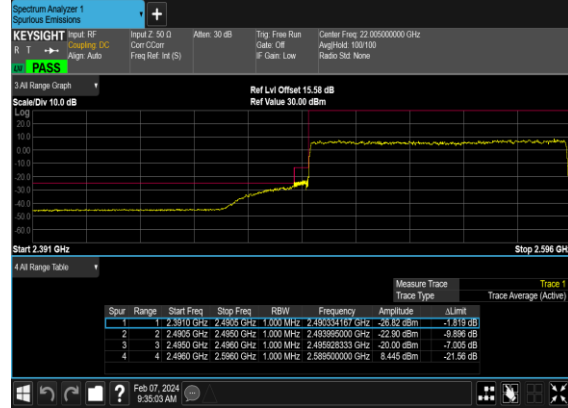 Spectrum Analyzer 1
Spurious Emissions
KEYSIGHT Input: RF Input Z: 50 Ω Atten: 30 dB Trig: Free Run Center Freq: 22.005000000 GHz
R T Coupling: DC Corr CCorr Gate: Off Avg|Hold: 100/100
Align: Auto Freq Ref: Int (S) IF Gain: Low Radio Std: None
PASS
3 All Range Graph
Ref Lvl Offset 15.58 dB
Scale/Div 10.0 dB Ref Value 30.00 dBm
Log
20.0
10.0
0.00
-10.0
-20.0
-30.0
-40.0
-50.0
-60.0
Start 2.391 GHz Stop 2.596 GH
4 All Range Table
Measure Trace Trace 1
Trace Type Trace Average (Active)
Spur Range Start Freq Stop Freq RBW Frequency Amplitude ΔLimit
1 1 2.3910 GHz 2.4905 GHz 1.000 MHz 2.490334167 GHz -26.82 dBm -1.819 dB
2 2 2.4905 GHz 2.4950 GHz 1.000 MHz 2.493995000 GHz -22.90 dBm -9.896 dB
3 3 2.4950 GHz 2.4960 GHz 1.000 MHz 2.495928333 GHz -20.00 dBm -7.005 dB
4 4 2.4960 GHz 2.5960 GHz 1.000 MHz 2.589500000 GHz 8.445 dBm -21.56 dB
Feb 07, 2024
9:35:03 AM